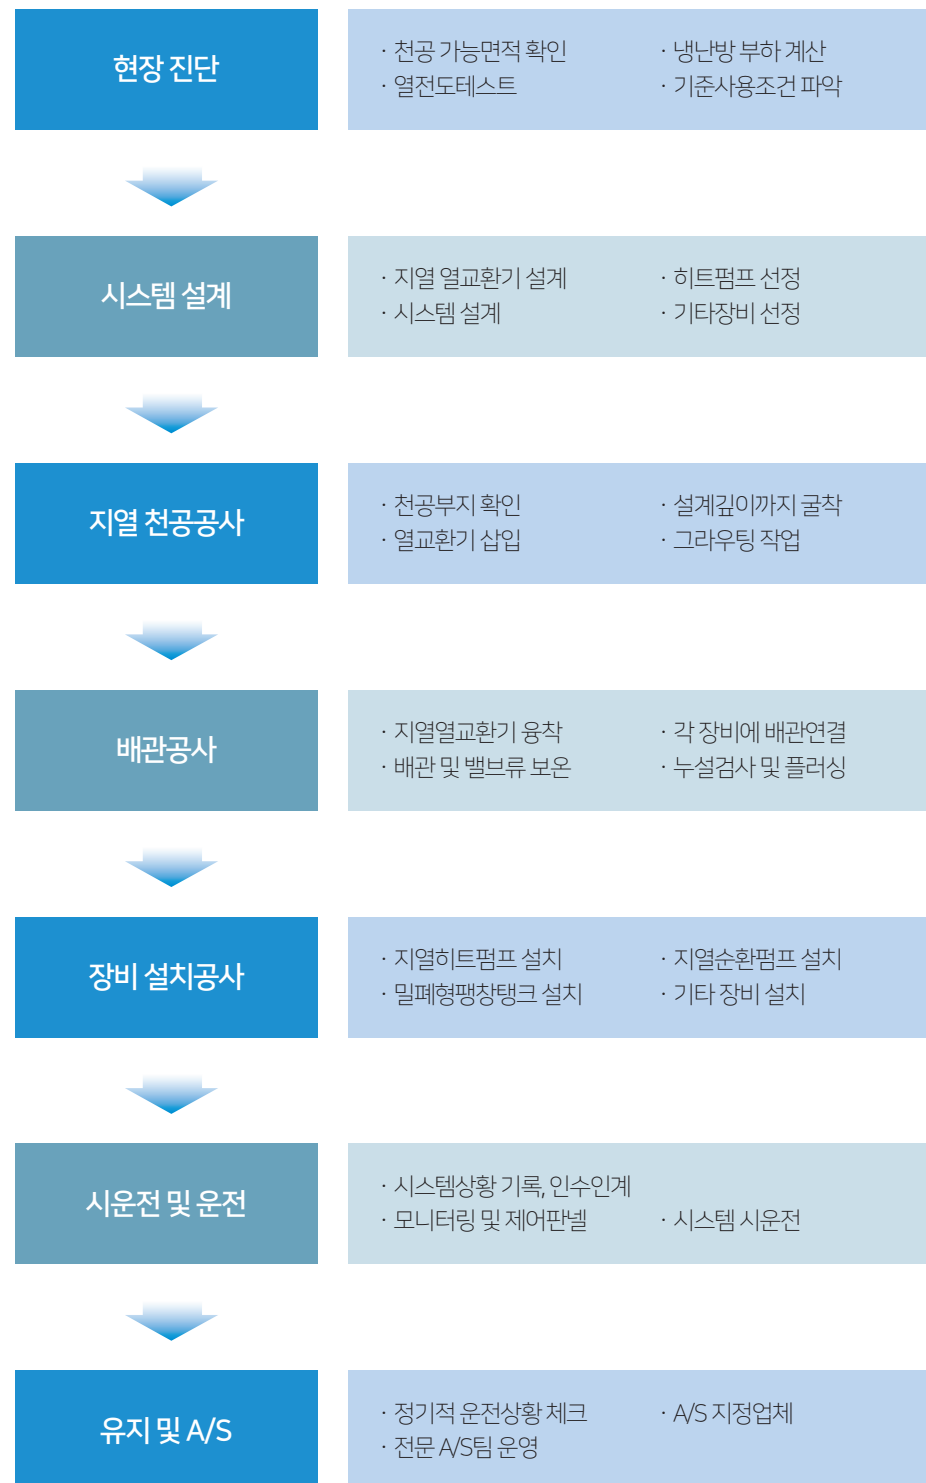 현장 진단
· 천공 가능면적 확인 · 냉난방 부하 계산
· 열전도테스트 · 기준사용조건 파악
시스템 설계
· 지열 열교환기 설계 · 히트펌프 선정
· 시스템 설계 · 기타장비 선정
지열 천공공사
· 천공부지 확인 · 설계깊이까지 굴착
· 열교환기 삽입 · 그라우팅 작업
배관공사
· 지열열교환기 융착 · 각 장비에 배관연결
· 배관 및 밸브류 보온 · 누설검사 및 플러싱
장비 설치공사
· 지열히트펌프 설치 · 지열순환펌프 설치
· 밀폐형팽창탱크 설치 · 기타 장비 설치
시운전 및 운전
· 시스템상황 기록, 인수인계
· 모니터링 및 제어판넬 · 시스템 시운전
유지 및 A/S
· 정기적 운전상황 체크 · A/S 지정업체
· 전문 A/S팀 운영